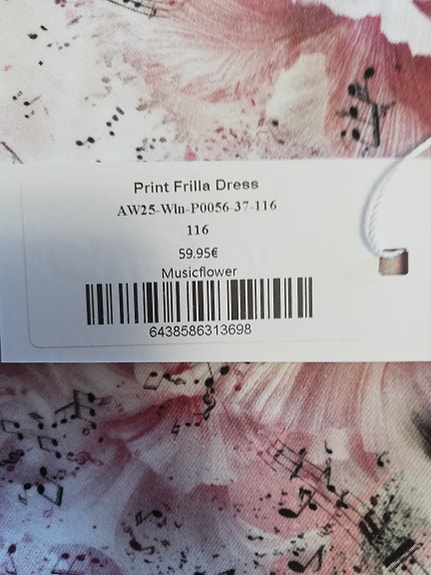 Print Frilla Dress
AW25-Win-P0056-37-116
116
59.95€
Musicflower
6438586313698